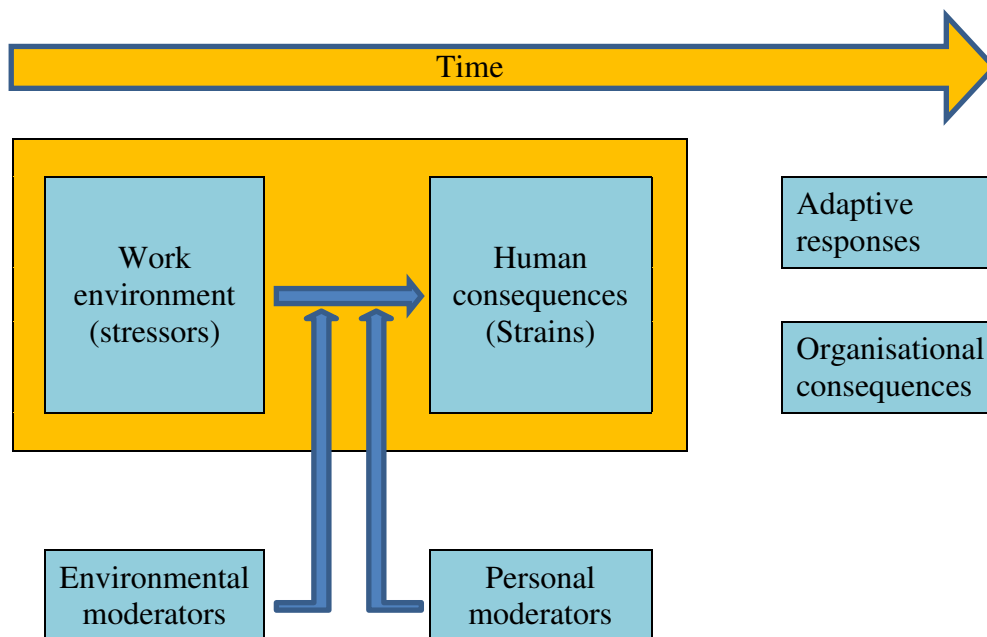 Time
Work
environment
(stressors)
Human
consequences
(Strains)
Adaptive
responses
Organisational
consequences
Environmental
moderators
Personal
moderators